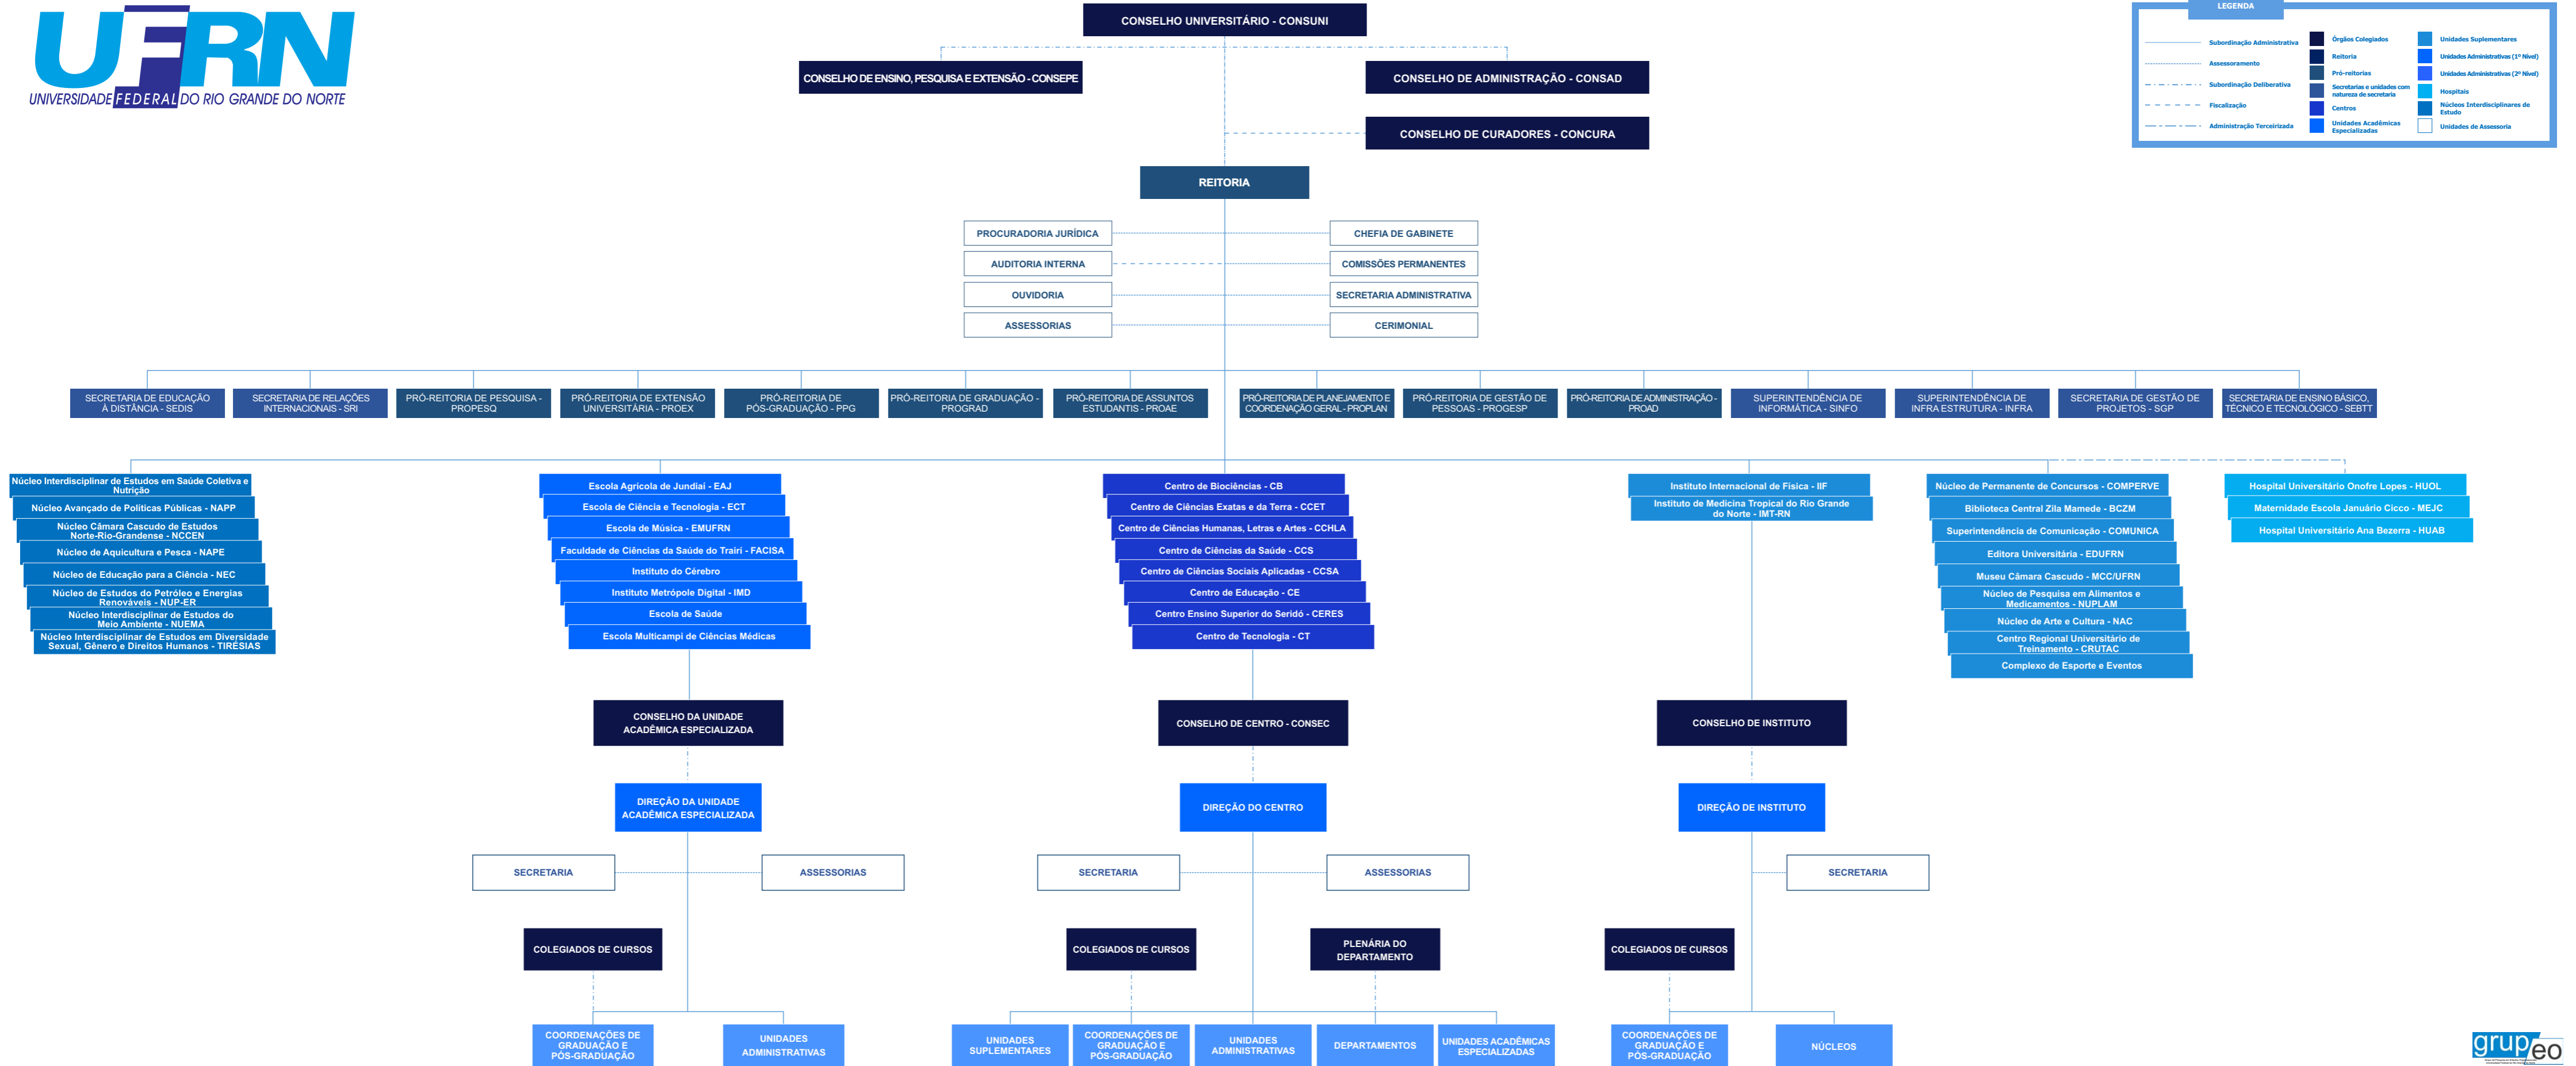 UFRN
UNIVERSIDADE FEDERAL DO RIO GRANDE DO NORTE
CONSELHO UNIVERSITÁRIO - CONSUNI
CONSELHO DE ENSINO, PESQUISA E EXTENSÃO - CONSEPE
CONSELHO DE ADMINISTRAÇÃO - CONSAD
CONSELHO DE CURADORES - CONCURA
REITORIA
LEGENDA
Subordinação Administrativa
Assessoramento
Subordinação Deliberativa
Fiscalização
Administração Terceirizada
Órgãos Colegiados
Reitoria
Pró-reitorias
Secretarias e unidades com
natureza de secretaria
Centros
Unidades Acadêmicas
Especializadas
Unidades Suplementares
Unidades Administrativas (1º Nível)
Unidades Administrativas (2º Nível)
Hospitais
Núcleos Interdisciplinares de
Estudo
Unidades de Assessoria
PROCURADORIA JURÍDICA
CHEFIA DE GABINETE
AUDITORIA INTERNA
COMISSÕES PERMANENTES
OUVIDORIA
SECRETARIA ADMINISTRATIVA
ASSESSORIAS
CERIMONIAL
SECRETARIA DE EDUCAÇÃO
À DISTÂNCIA - SEDIS
SECRETARIA DE RELAÇÕES
INTERNACIONAIS - SRI
PRÓ-REITORIA DE PESQUISA -
PROPESQ
PRÓ-REITORIA DE EXTENSÃO
UNIVERSITÁRIA - PROEX
PRÓ-REITORIA DE
PÓS-GRADUAÇÃO - PPG
PRÓ-REITORIA DE GRADUAÇÃO -
PROGRAD
PRÓ-REITORIA DE ASSUNTOS
ESTUDANTIS - PROAE
PRÓ-REITORIA DE PLANEJAMENTO E
COORDENAÇÃO GERAL - PROPLAN
PRÓ-REITORIA DE GESTÃO DE
PESSOAS - PROGESP
PRÓ-REITORIA DE ADMINISTRAÇÃO -
PROAD
SUPERINTENDÊNCIA DE
INFORMÁTICA - SINFO
SUPERINTENDÊNCIA DE
INFRA ESTRUTURA - INFRA
SECRETARIA DE GESTÃO DE
PROJETOS - SGP
SECRETARIA DE ENSINO BÁSICO,
TÉCNICO E TECNOLÓGICO - SEBTT
Núcleo Interdisciplinar de Estudos em Saúde Coletiva e
Nutrição
Núcleo Avançado de Políticas Públicas - NAPP
Núcleo Câmara Cascudo de Estudos
Norte-Rio-Grandense - NCCEN
Núcleo de Aquicultura e Pesca - NAPE
Núcleo de Educação para a Ciência - NEC
Núcleo de Estudos do Petróleo e Energias
Renováveis - NUP-ER
Núcleo Interdisciplinar de Estudos do
Meio Ambiente - NUEMA
Núcleo Interdisciplinar de Estudos em Diversidade
Sexual, Gênero e Direitos Humanos - TIRÉSIAS
Escola Agrícola de Jundiaí - EAJ
Escola de Ciência e Tecnologia - ECT
Escola de Música - EMUFRN
Faculdade de Ciências da Saúde do Trairi - FACISA
Instituto do Cérebro
Instituto Metrópole Digital - IMD
Escola de Saúde
Escola Multicampi de Ciências Médicas
Centro de Biociências - CB
Centro de Ciências Exatas e da Terra - CCET
Centro de Ciências Humanas, Letras e Artes - CCHLA
Centro de Ciências da Saúde - CCS
Centro de Ciências Sociais Aplicadas - CCSA
Centro de Educação - CE
Centro Ensino Superior do Seridó - CERES
Centro de Tecnologia - CT
Instituto Internacional de Física - IIF
Instituto de Medicina Tropical do Rio Grande
do Norte - IMT-RN
Núcleo de Permanente de Concursos - COMPERVE
Biblioteca Central Zila Mamede - BCZM
Superintendência de Comunicação - COMUNICA
Editora Universitária - EDUFRN
Museu Câmara Cascudo - MCC/UFRN
Núcleo de Pesquisa em Alimentos e
Medicamentos - NUPLAM
Núcleo de Arte e Cultura - NAC
Centro Regional Universitário de
Treinamento - CRUTAC
Complexo de Esporte e Eventos
Hospital Universitário Onofre Lopes - HUOL
Maternidade Escola Januário Cicco - MEJC
Hospital Universitário Ana Bezerra - HUAB
CONSELHO DA UNIDADE
ACADÊMICA ESPECIALIZADA
CONSELHO DE CENTRO - CONSEC
CONSELHO DE INSTITUTO
DIREÇÃO DA UNIDADE
ACADÊMICA ESPECIALIZADA
DIREÇÃO DO CENTRO
DIREÇÃO DE INSTITUTO
SECRETARIA
ASSESSORIAS
SECRETARIA
ASSESSORIAS
SECRETARIA
COLEGIADOS DE CURSOS
COLEGIADOS DE CURSOS
PLENÁRIA DO
DEPARTAMENTO
COLEGIADOS DE CURSOS
COORDENAÇÕES DE
GRADUAÇÃO E
PÓS-GRADUAÇÃO
UNIDADES
ADMINISTRATIVAS
UNIDADES
SUPLEMENTARES
COORDENAÇÕES DE
GRADUAÇÃO E
PÓS-GRADUAÇÃO
UNIDADES
ADMINISTRATIVAS
DEPARTAMENTOS
UNIDADES ACADÊMICAS
ESPECIALIZADAS
COORDENAÇÕES DE
GRADUAÇÃO E
PÓS-GRADUAÇÃO
NÚCLEOS
grupeo